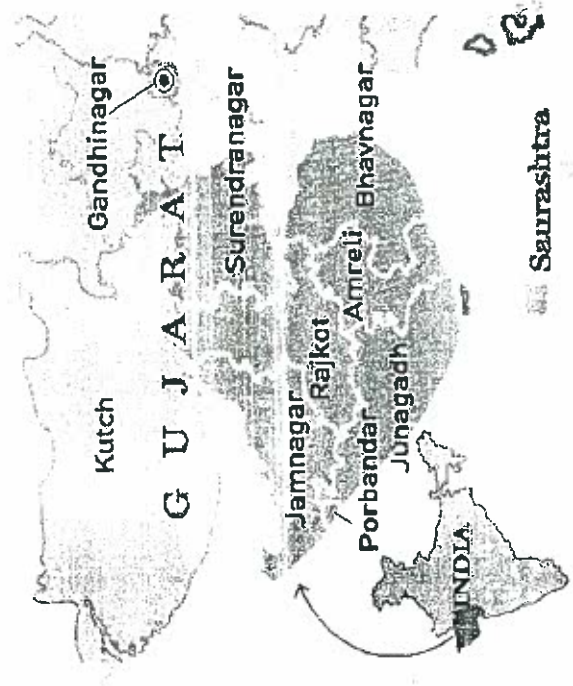 Gandhinagar
Kutch
GUJARAT
Surendranagar
Jamnagar
Rajkot
Bhavnagar
Amreli
Porbandar
Junagadh
INDIA
Saurashtra